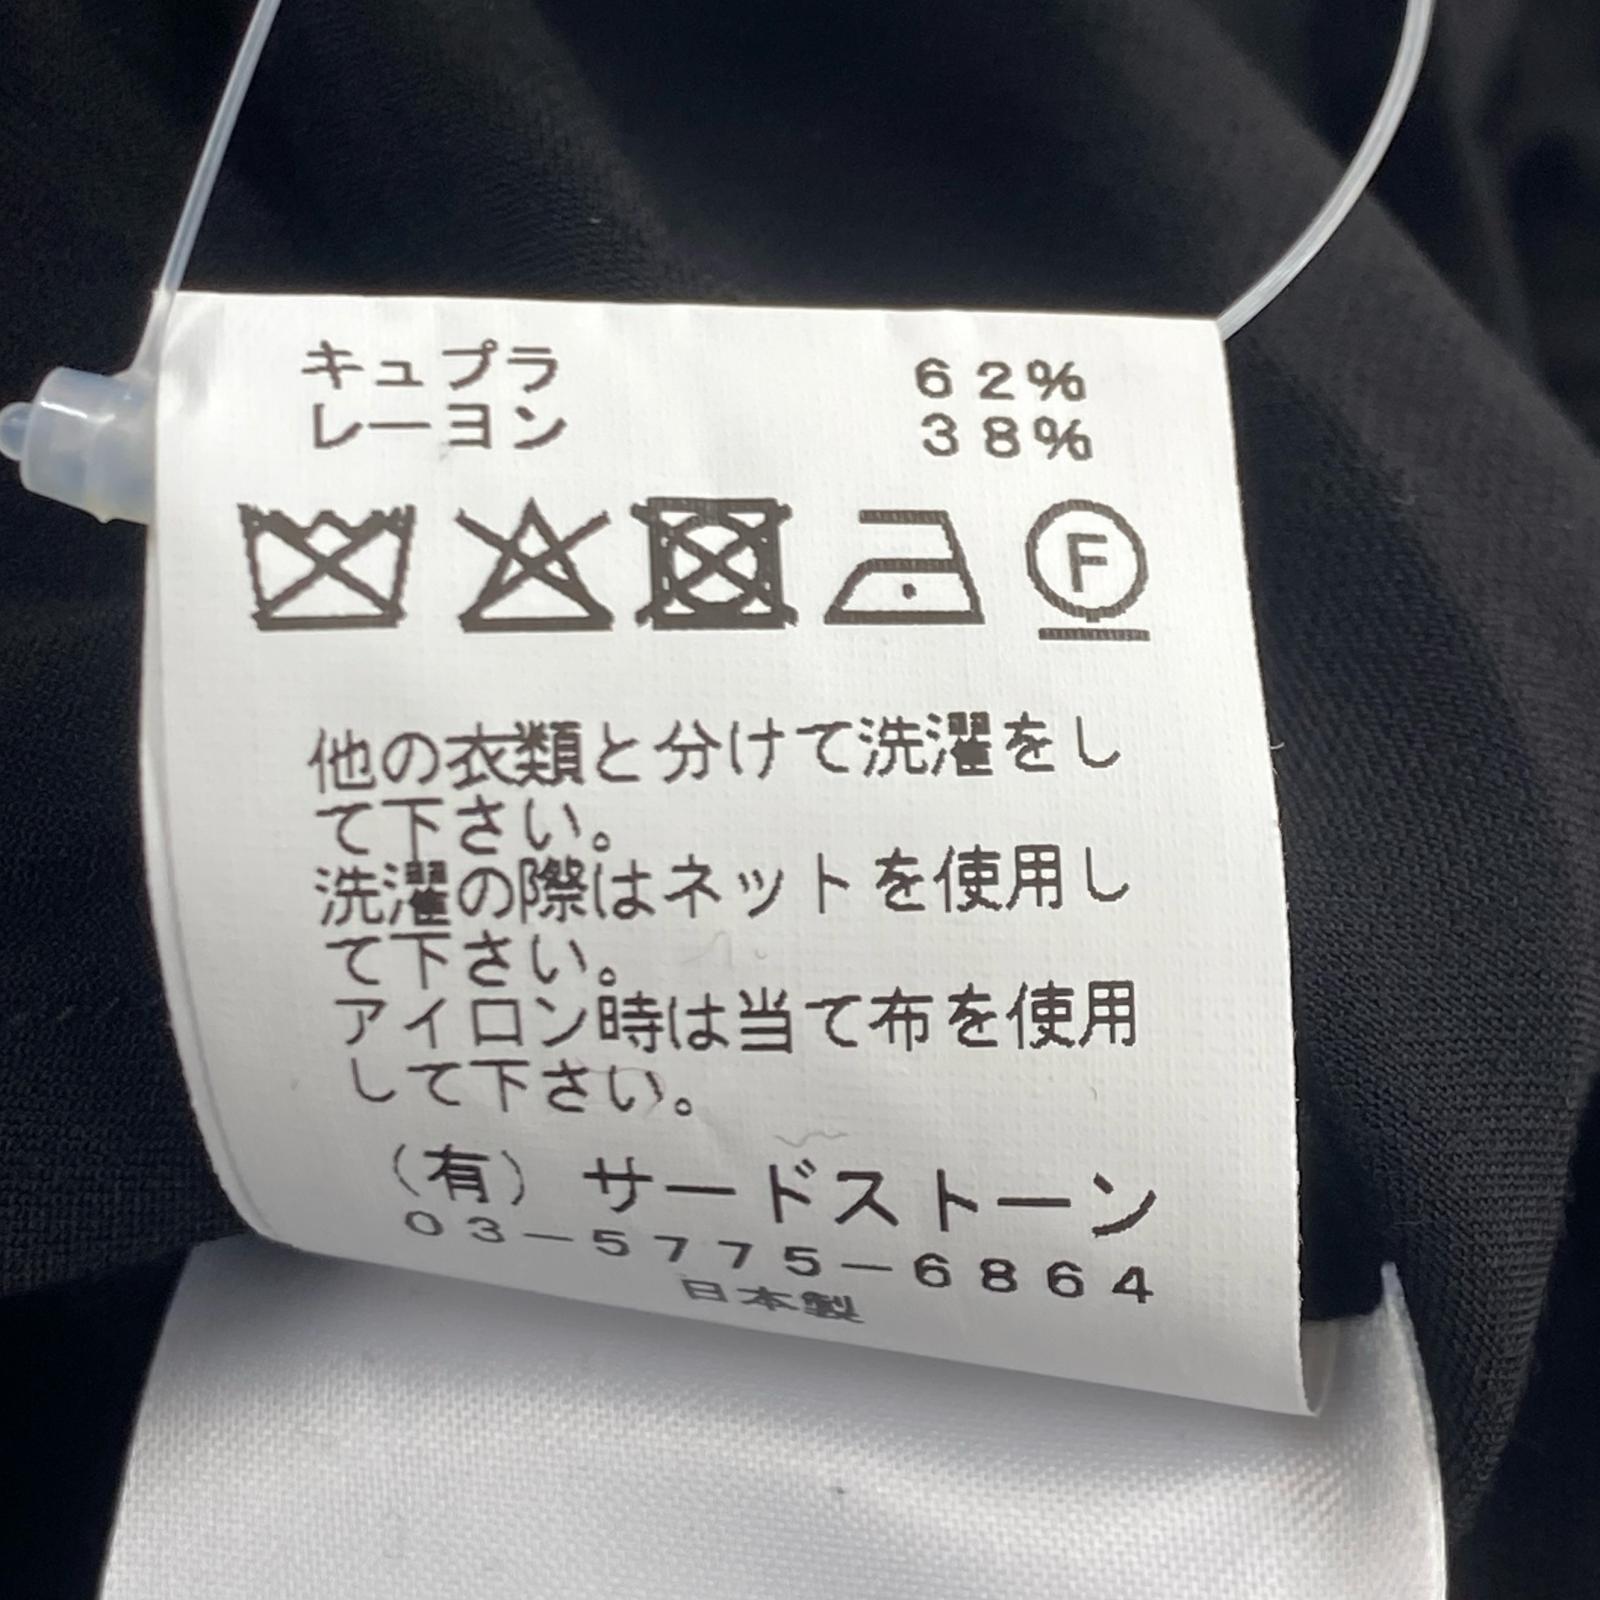 キュプラ 62%
レーヨン 38%
F
他の衣類と分けて洗濯をし
て下さい。
洗濯の際はネットを使用し
て下さい。
アイロン時は当て布を使用
して下さい。
(有)サードストーン
03-5775-6864
日本製